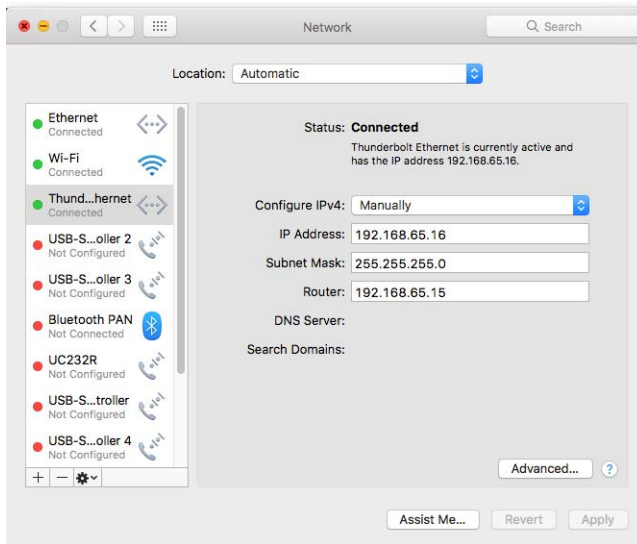 Network
Search
Location: Automatic
Ethernet
Connected
Wi-Fi
Connected
Thund...hernet
Connected
USB-S...oller 2
Not Configured
USB-S...oller 3
Not Configured
Bluetooth PAN
Not Connected
UC232R
Not Configured
USB-S...troller
Not Configured
USB-S...oller 4
Not Configured
Status: Connected
Thunderbolt Ethernet is currently active and
has the IP address 192.168.65.16.
Configure IPv4: Manually
IP Address: 192.168.65.16
Subnet Mask: 255.255.255.0
Router: 192.168.65.15
DNS Server:
Search Domains:
Advanced... ?
Assist Me... Revert Apply